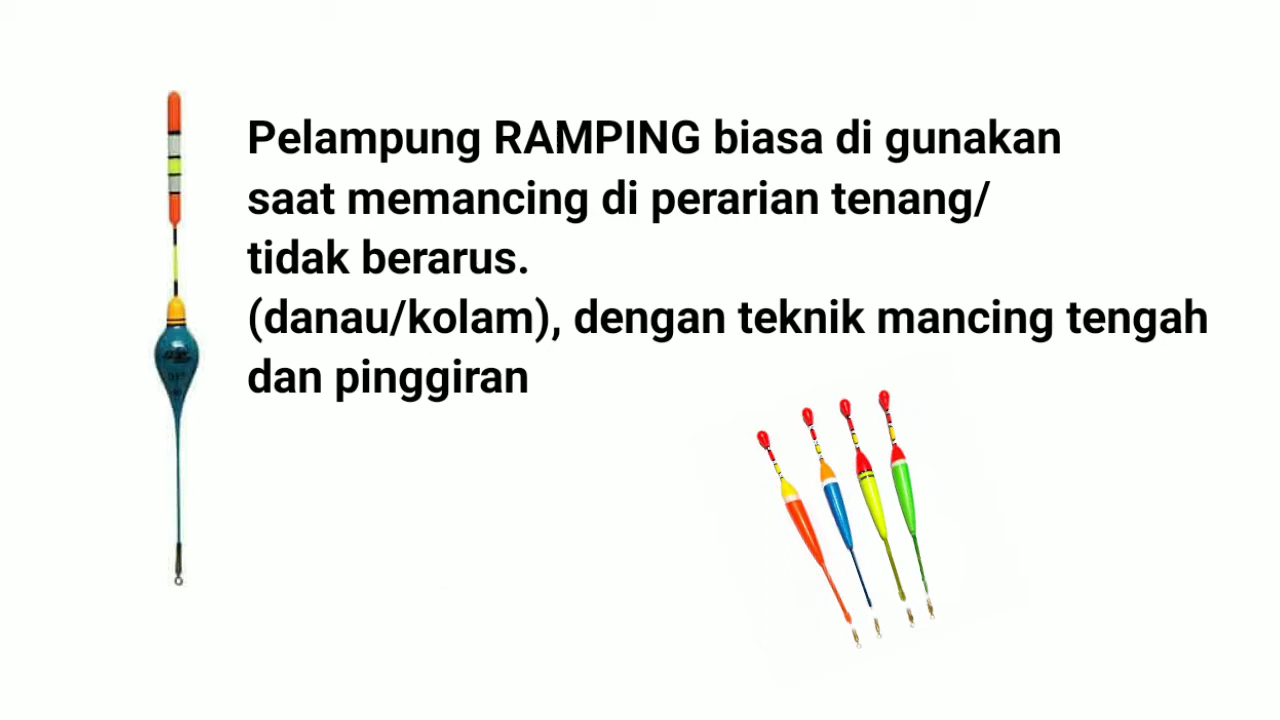 Pelampung RAMPING biasa di gunakan
saat memancing di perarian tenang/
tidak berarus.
(danau/kolam), dengan teknik mancing tengah
dan pinggiran